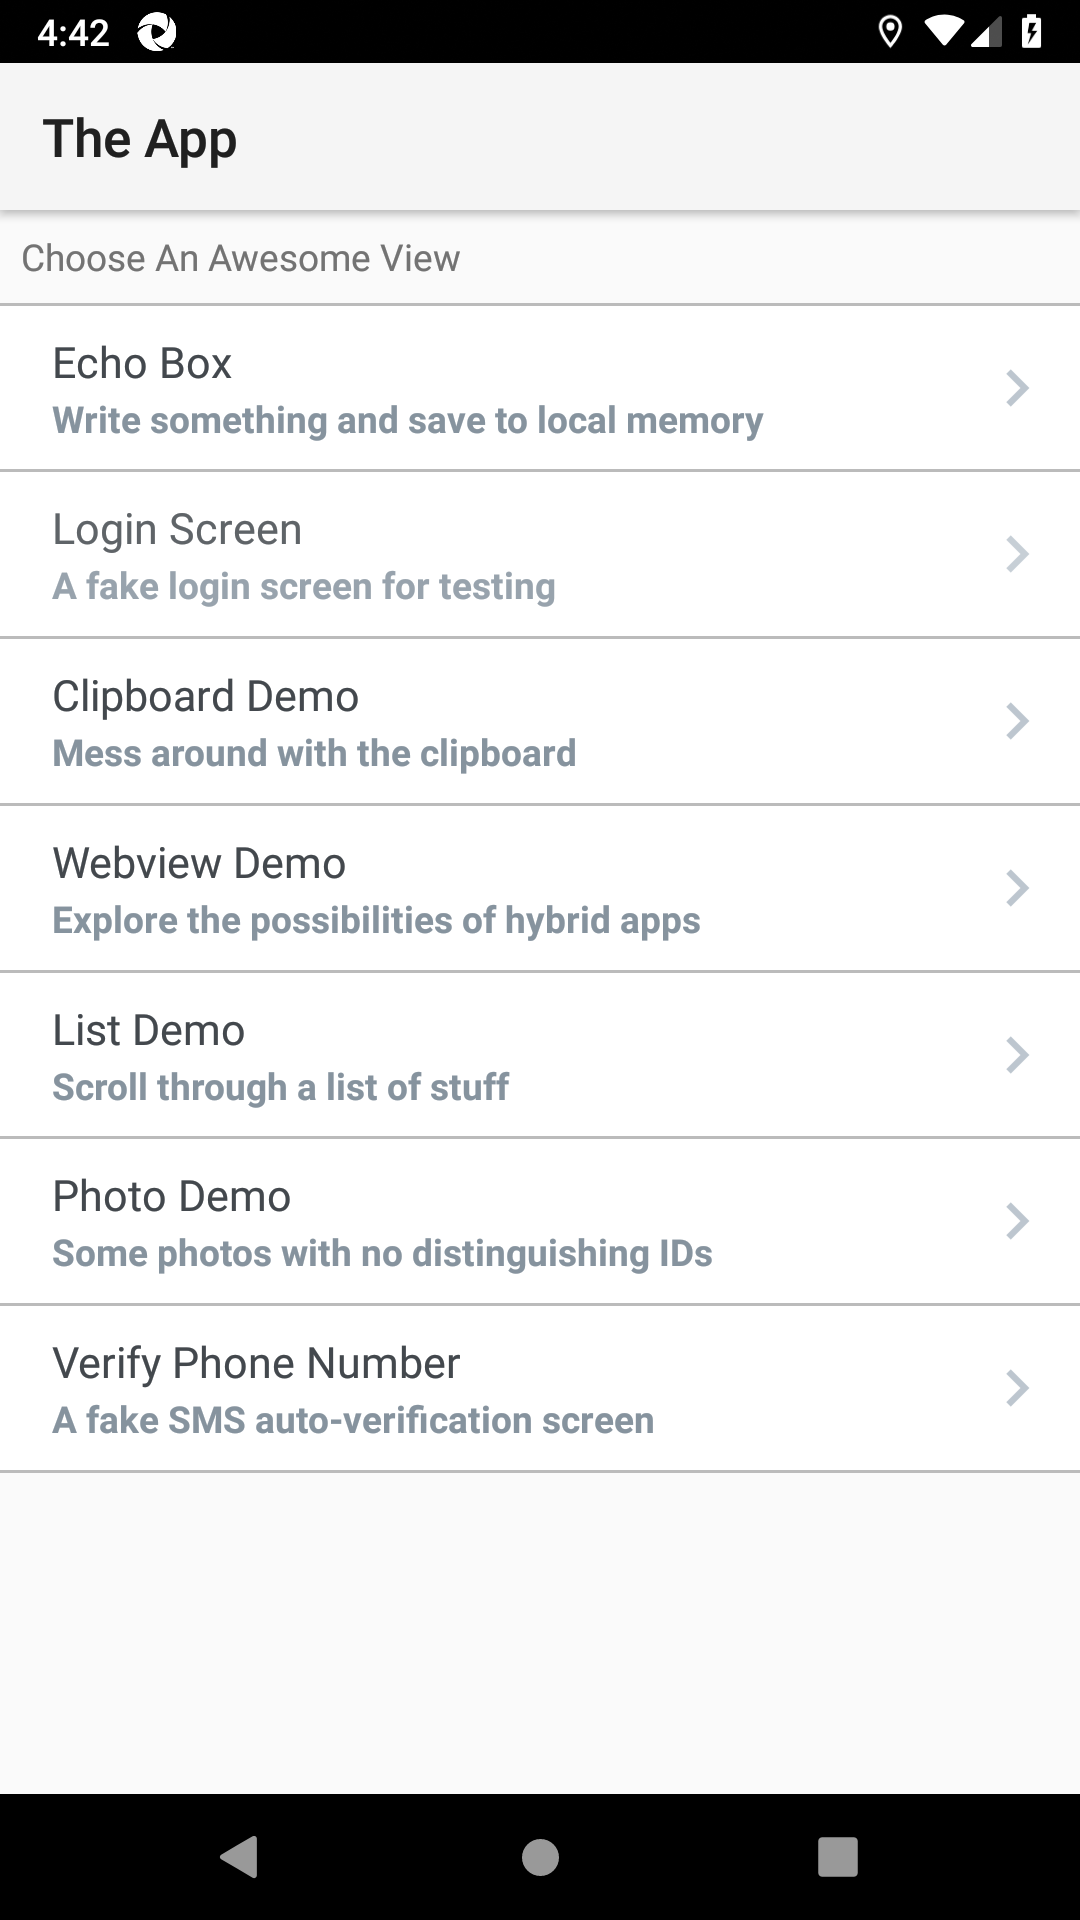 4:42
The App
Choose An Awesome View
Echo Box
Write something and save to local memory
Login Screen
A fake login screen for testing
Clipboard Demo
Mess around with the clipboard
Webview Demo
Explore the possibilities of hybrid apps
List Demo
Scroll through a list of stuff
Photo Demo
Some photos with no distinguishing IDs
Verify Phone Number
A fake SMS auto-verification screen